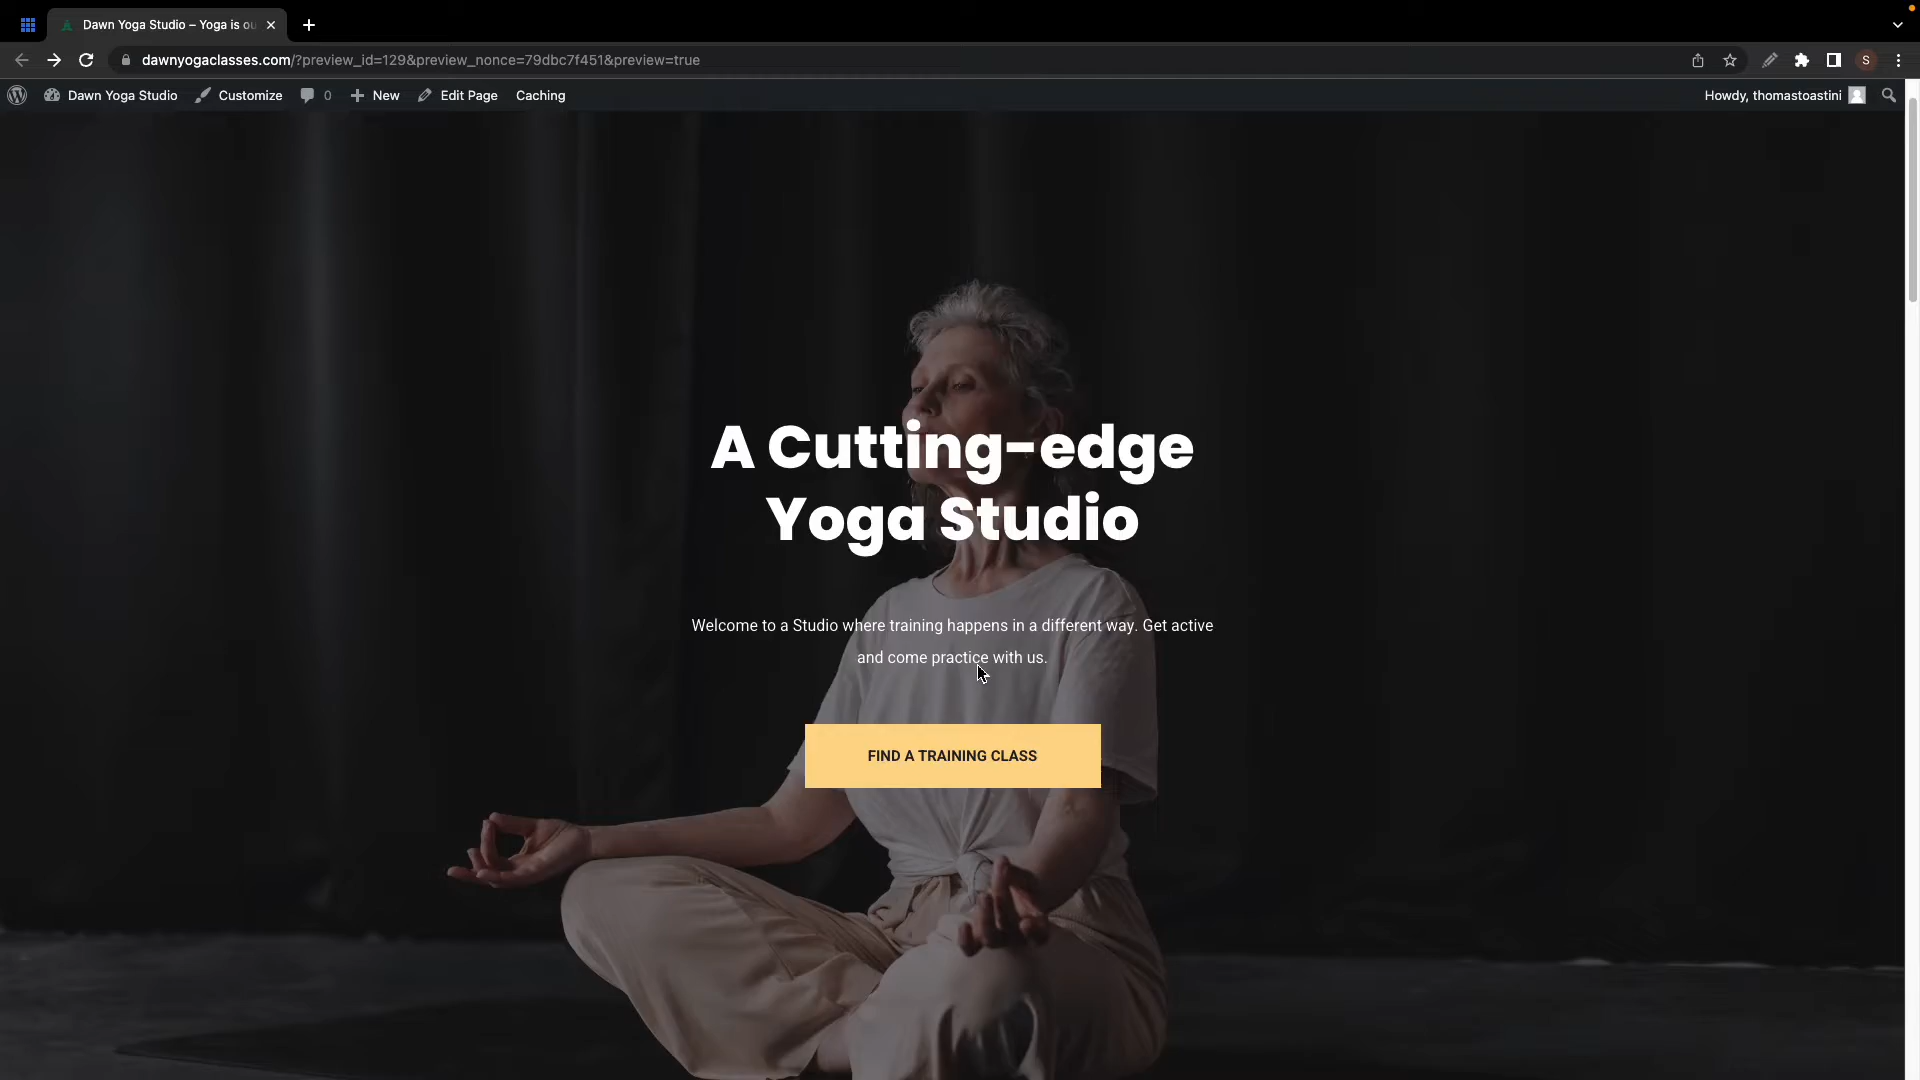 Dawn Yoga Studio – Yoga is ou
dawnyogaclasses.com/?preview_id=129&preview_nonce=79dbc7f451&preview=true
S
Dawn Yoga Studio Customize 0 New Edit Page Caching Howdy, thomastoastini
A Cutting-edge
Yoga Studio
Welcome to a Studio where training happens in a different way. Get active
and come practice with us.
FIND A TRAINING CLASS